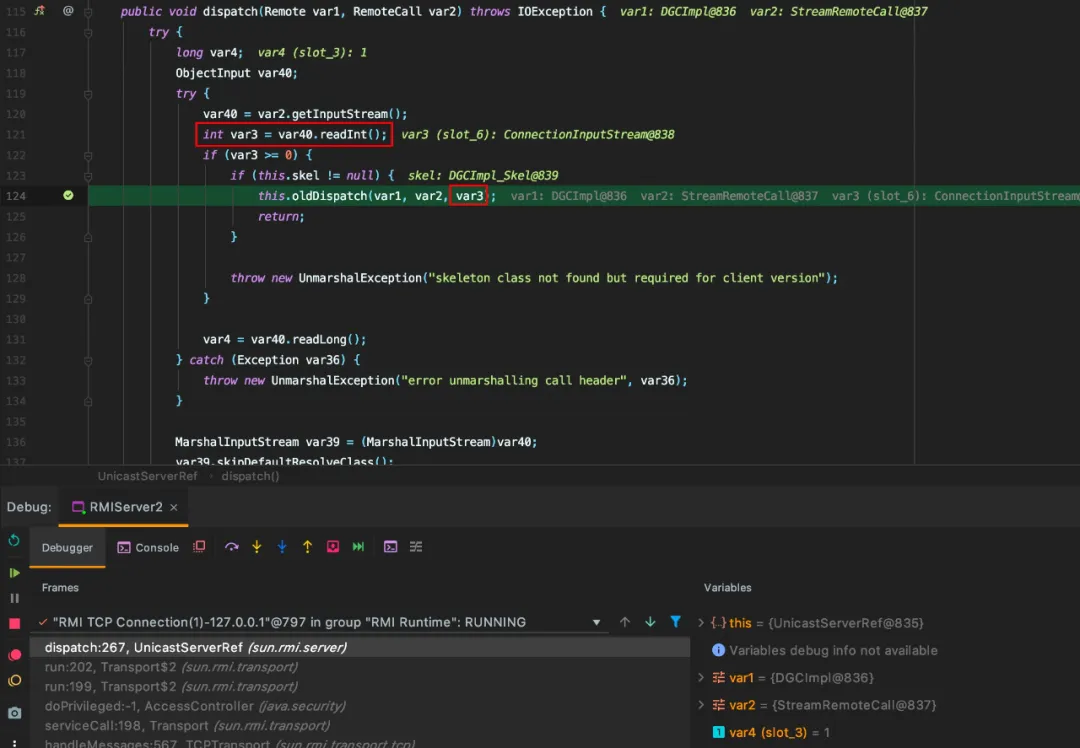 115 @ public void dispatch(Remote var1, RemoteCall var2) throws IOException { var1: DGCImpl@836 var2: StreamRemoteCall@837
116 try {
117 long var4; var4 (slot_3): 1
118 ObjectInput var40;
119 try {
120 var40 = var2.getInputStream();
121 int var3 = var40.readInt(); var3 (slot_6): ConnectionInputStream@838
122 if (var3 >= 0) {
123 if (this.skel != null) { skel: DGCImpl_Skel@839
124 this.oldDispatch(var1, var2, var3); var1: DGCImpl@836 var2: StreamRemoteCall@837 var3 (slot_6): ConnectionInputStream
125 return;
126 }
127
128 throw new UnmarshalException("skeleton class not found but required for client version");
129 }
130
131 var4 = var40.readLong();
132 } catch (Exception var36) {
133 throw new UnmarshalException("error unmarshalling call header", var36);
134 }
135
136 MarshalInputStream var39 = (MarshalInputStream)var40;
137 var39.skipDefaultResolveClass();
UnicastServerRef › dispatch()
Debug: RMIServer2 ×
Debugger Console
Frames
"RMI TCP Connection(1)-127.0.0.1"@797 in group "RMI Runtime": RUNNING
dispatch:267, UnicastServerRef (sun.rmi.server)
run:202, Transport$2 (sun.rmi.transport)
run:199, Transport$2 (sun.rmi.transport)
doPrivileged:-1, AccessController (java.security)
serviceCall:198, Transport (sun.rmi.transport)
handleMessages:567, TCPTransport (sun.rmi.transport.tcp)
Variables
this = {UnicastServerRef@835}
Variables debug info not available
var1 = {DGCImpl@836}
var2 = {StreamRemoteCall@837}
var4 (slot_3) = 1